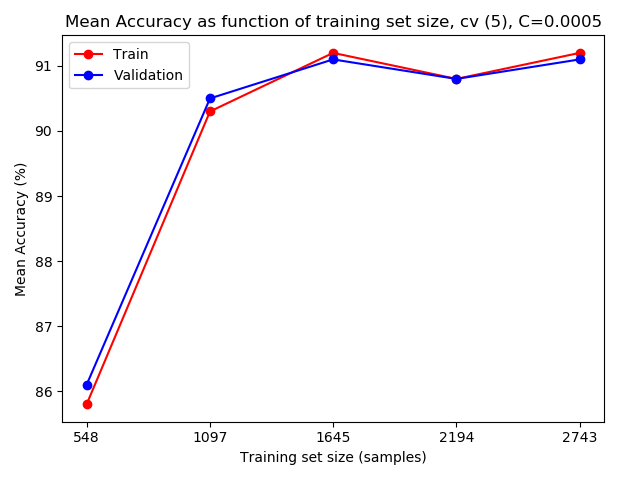 Mean Accuracy as function of training set size, cv (5), C=0.0005
Train
Validation
Mean Accuracy (%)
91
90
89
88
87
86
548 1097 1645 2194 2743
Training set size (samples)